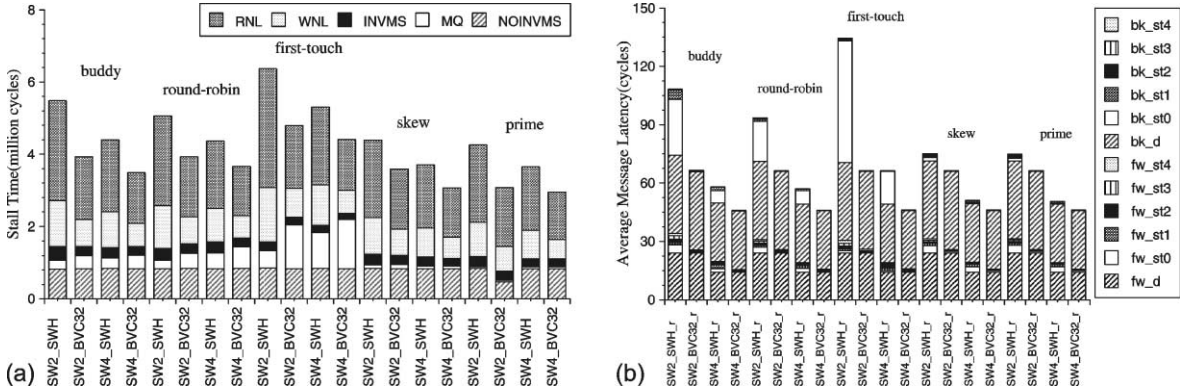 8
6
4
2
0
Stall Time(million cycles)
RNL WNL INVMS MQ NOINVMS
first-touch
buddy
round-robin
skew
prime
SW2_SWH
SW2_BVC32
SW4_SWH
SW4_BVC32
SW2_SWH
SW2_BVC32
SW4_SWH
SW4_BVC32
SW2_SWH
SW2_BVC32
SW4_SWH
SW4_BVC32
SW2_SWH
SW2_BVC32
SW4_SWH
SW4_BVC32
SW2_SWH
SW2_BVC32
SW4_SWH
SW4_BVC32
(a)
150
120
90
60
30
0
Average Message Latency(cycles)
first-touch
buddy
round-robin
skew
prime
SW2_SWH_r
SW2_BVC32_r
SW4_SWH_r
SW4_BVC32_r
SW2_SWH_r
SW2_BVC32_r
SW4_SWH_r
SW4_BVC32_r
SW2_SWH_r
SW2_BVC32_r
SW4_SWH_r
SW4_BVC32_r
SW2_SWH_r
SW2_BVC32_r
SW4_SWH_r
SW4_BVC32_r
SW2_SWH_r
SW2_BVC32_r
SW4_SWH_r
SW4_BVC32_r
(b)
bk_st4
bk_st3
bk_st2
bk_st1
bk_st0
bk_d
fw_st4
fw_st3
fw_st2
fw_st1
fw_st0
fw_d